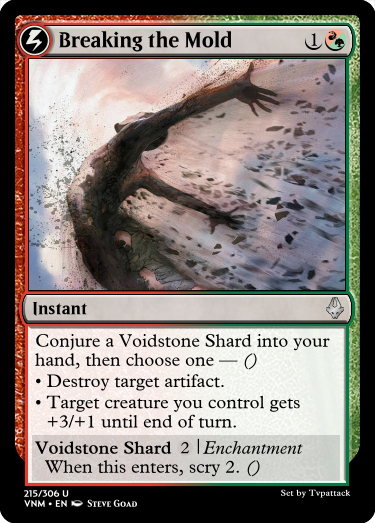 Breaking the Mold 1
Instant
Conjure a Voidstone Shard into your
hand, then choose one — ()
• Destroy target artifact.
• Target creature you control gets
+3/+1 until end of turn.
Voidstone Shard 2 | Enchantment
When this enters, scry 2. ()
215/306 U
VNM • EN Steve Goad
Set by Tvpattack